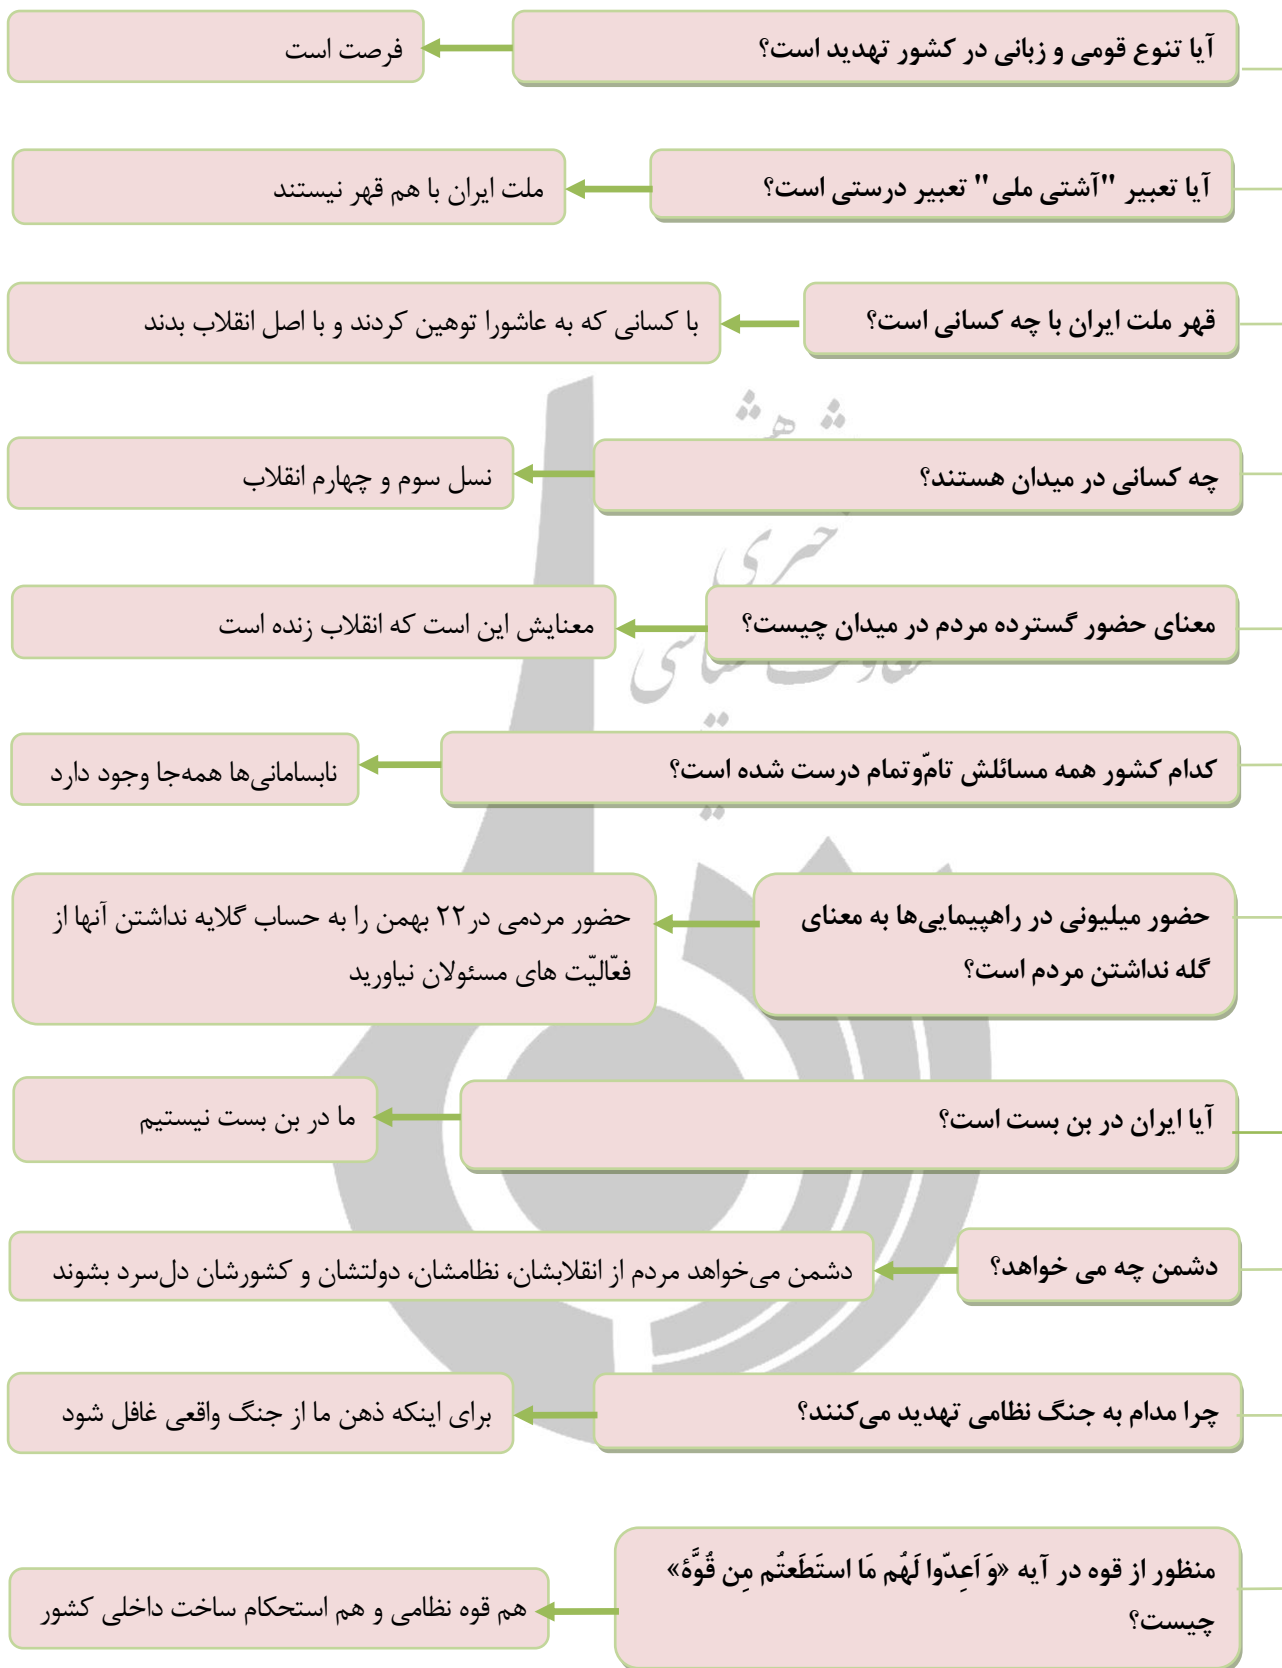 آیا تنوع قومی و زبانی در کشور تهدید است؟
فرصت است
آیا تعبیر "آشتی ملی" تعبیر درستی است؟
ملت ایران با هم قهر نیستند
قهر ملت ایران با چه کسانی است؟
با کسانی که به عاشورا توهین کردند و با اصل انقلاب بدند
چه کسانی در میدان هستند؟
نسل سوم و چهارم انقلاب
خبری
معنای حضور گسترده مردم در میدان چیست؟
معنایش این است که انقلاب زنده است
کدام کشور همه مسائلش تامّ‌وتمام درست شده است؟
نابسامانی‌ها همه‌جا وجود دارد
حضور میلیونی در راهپیمایی‌ها به معنای
گله نداشتن مردم است؟
حضور مردمی در۲۲ بهمن را به حساب گلایه نداشتن آنها از
فعّالیّت های مسئولان نیاورید
آیا ایران در بن بست است؟
ما در بن بست نیستیم
دشمن چه می خواهد؟
دشمن می‌خواهد مردم از انقلابشان، نظامشان، دولتشان و کشورشان دل‌سرد بشوند
چرا مدام به جنگ نظامی تهدید می‌کنند؟
برای اینکه ذهن ما از جنگ واقعی غافل شود
منظور از قوه در آیه «وَ اَعِدّوا لَهُم مَا استَطَعتُم مِن قُوَّة»
چیست؟
هم قوه نظامی و هم استحکام ساخت داخلی کشور